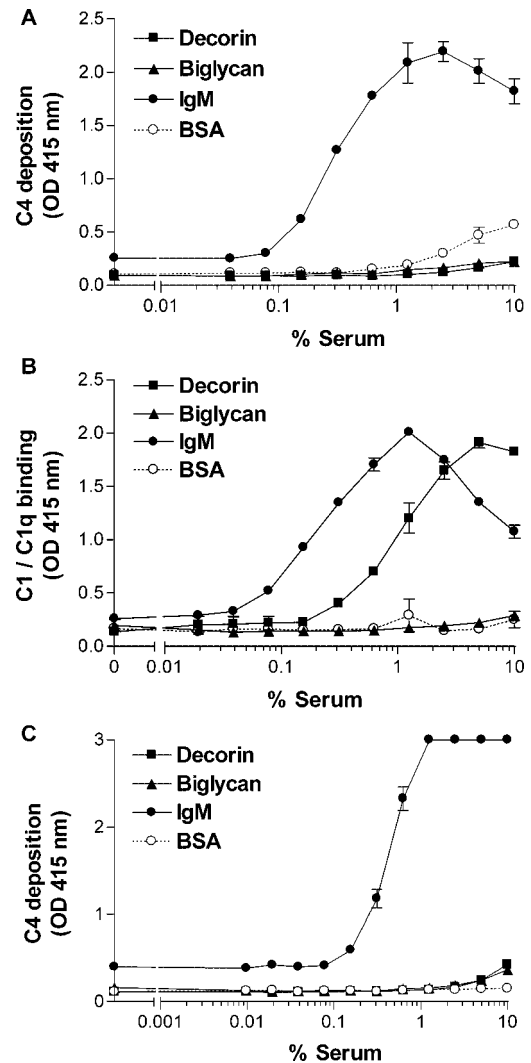 A
Decorin
Biglycan
IgM
BSA
C4 deposition
(OD 415 nm)
2.5
2.0
1.5
1.0
0.5
0.0
0.01
0.1
1
10
% Serum
B
Decorin
Biglycan
IgM
BSA
C1 / C1q binding
(OD 415 nm)
2.5
2.0
1.5
1.0
0.5
0.0
0
0.01
0.1
1
10
% Serum
C
Decorin
Biglycan
IgM
BSA
C4 deposition
(OD 415 nm)
3
2
1
0
0.001
0.01
0.1
1
10
% Serum